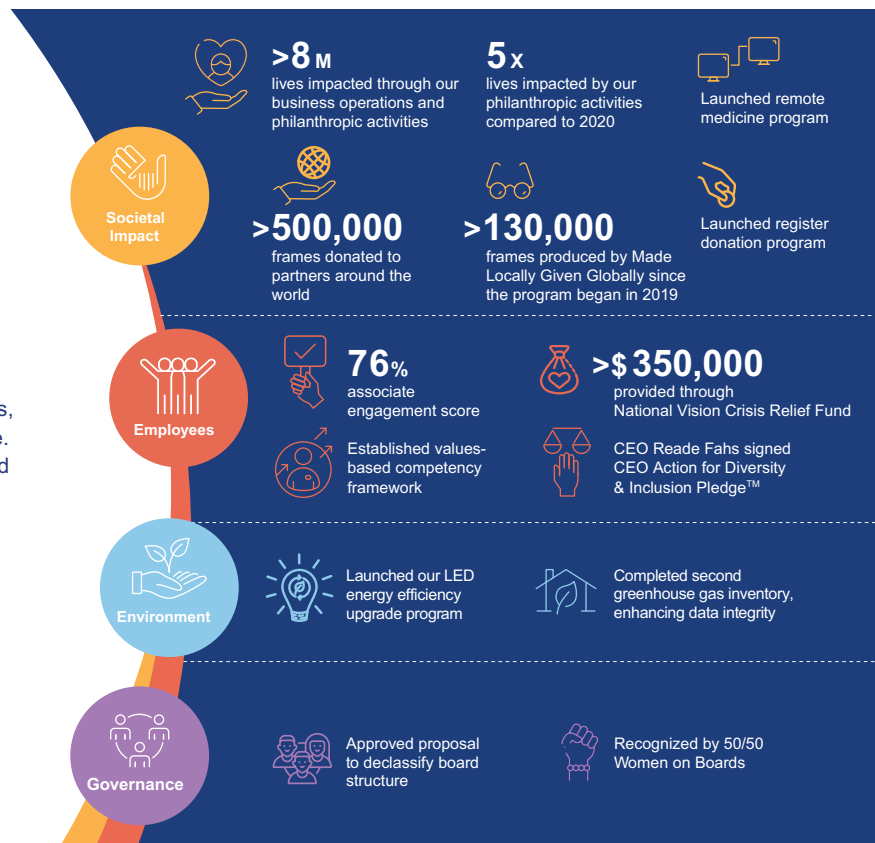 >8 M
lives impacted through our
business operations and
philanthropic activities
5 X
lives impacted by our
philanthropic activities
compared to 2020
Launched remote
medicine program
Societal
Impact
>500,000
frames donated to
partners around the
world
>130,000
frames produced by Made
Locally Given Globally since
the program began in 2019
Launched register
donation program
s,
e.
d
Employees
76%
associate
engagement score
>$ 350,000
provided through
National Vision Crisis Relief Fund
Established values-
based competency
framework
CEO Reade Fahs signed
CEO Action for Diversity
& Inclusion Pledge™
Environment
Launched our LED
energy efficiency
upgrade program
Completed second
greenhouse gas inventory,
enhancing data integrity
Governance
Approved proposal
to declassify board
structure
Recognized by 50/50
Women on Boards